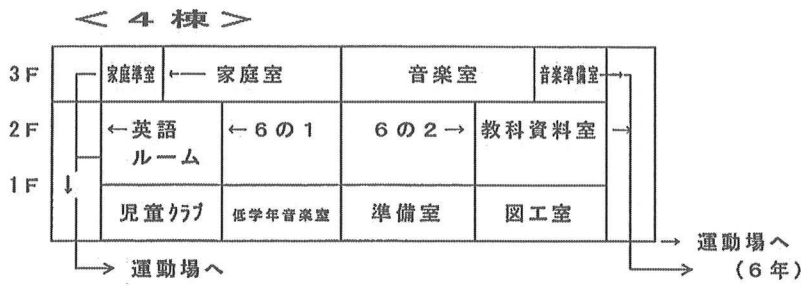 ＜４棟＞
３Ｆ 家庭準室 ← 家庭室 音楽室 音楽準備室→
２Ｆ ←英語 ←６の１ ６の２→ 教科資料室 →
ルーム
１Ｆ ↓
児童クラブ 低学年音楽室 準備室 図工室
→ 運動場へ
→ 運動場へ → （６年）